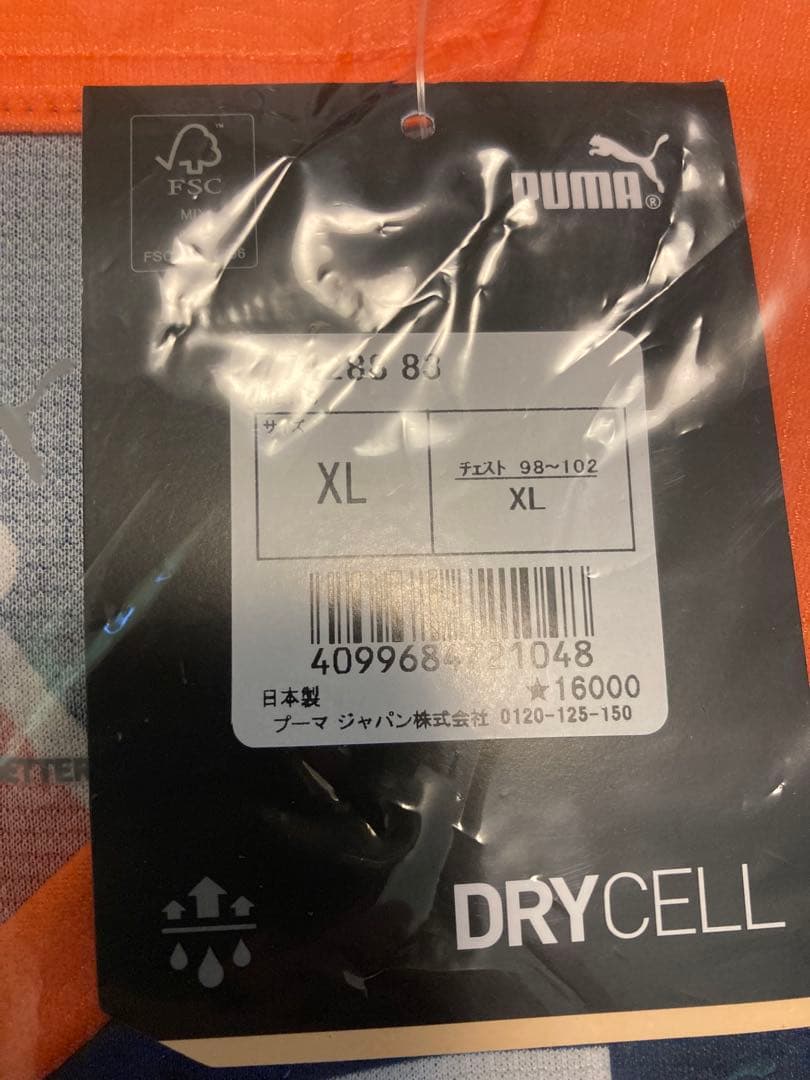 FSC
PUMA®
サイズ
XL
チェスト 98~102
XL
4099684721048
日本製
★16000
プーマ ジャパン株式会社 0120-125-150
DRYCELL